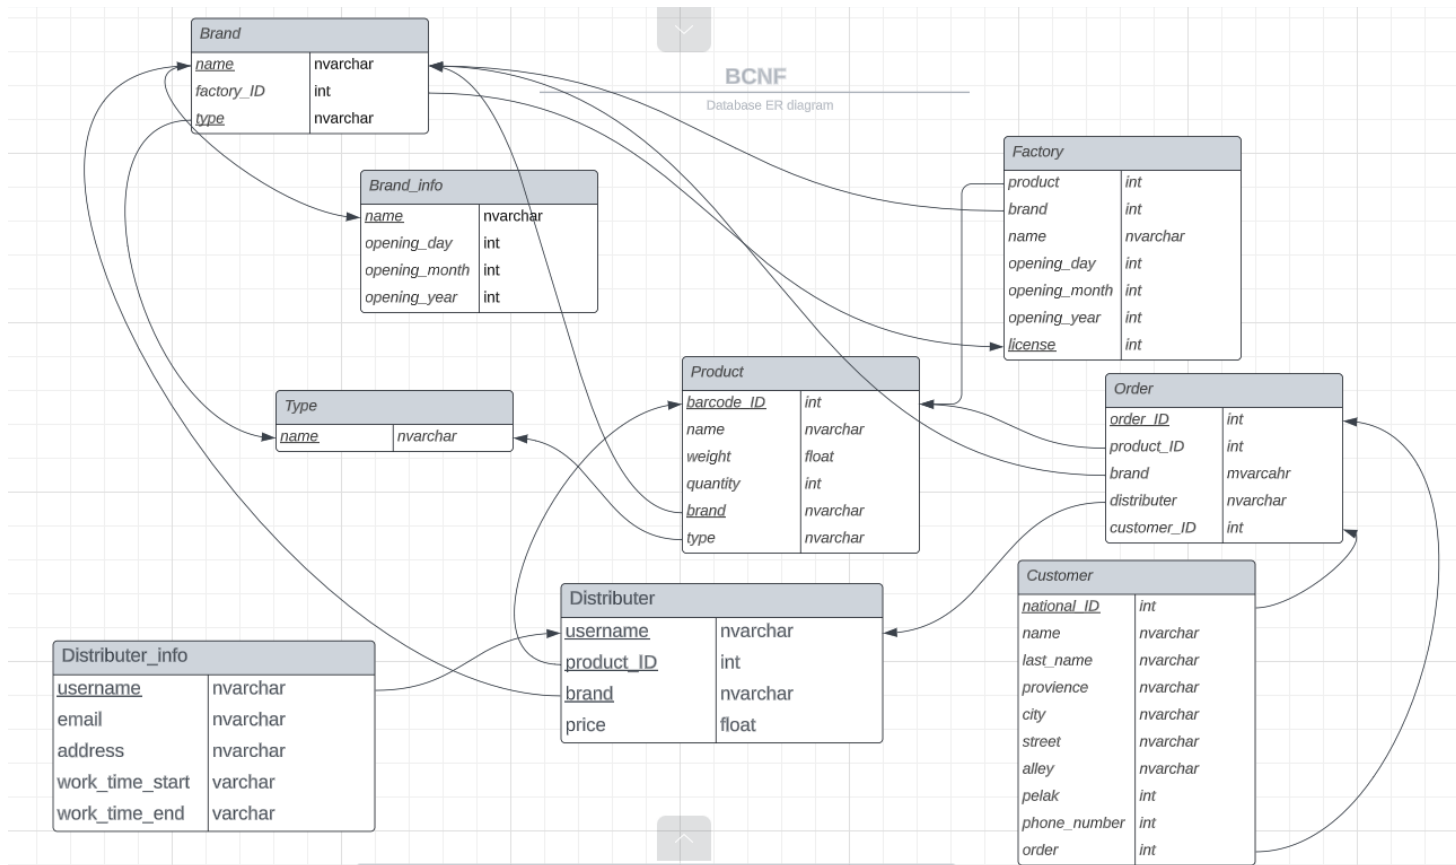 Brand
name nvarchar
factory_ID int
type nvarchar
BCNF
Database ER diagram
Brand_info
name nvarchar
opening_day int
opening_month int
opening_year int
Factory
product int
brand int
name nvarchar
opening_day int
opening_month int
opening_year int
license int
Type
name nvarchar
Product
barcode_ID int
name nvarchar
weight float
quantity int
brand nvarchar
type nvarchar
Order
order_ID int
product_ID int
brand mvarcahr
distributer nvarchar
customer_ID int
Distributer
username nvarchar
product_ID int
brand nvarchar
price float
Customer
national_ID int
name nvarchar
last_name nvarchar
provience nvarchar
city nvarchar
street nvarchar
alley nvarchar
pelak int
phone_number int
order int
Distributer_info
username nvarchar
email nvarchar
address nvarchar
work_time_start varchar
work_time_end varchar